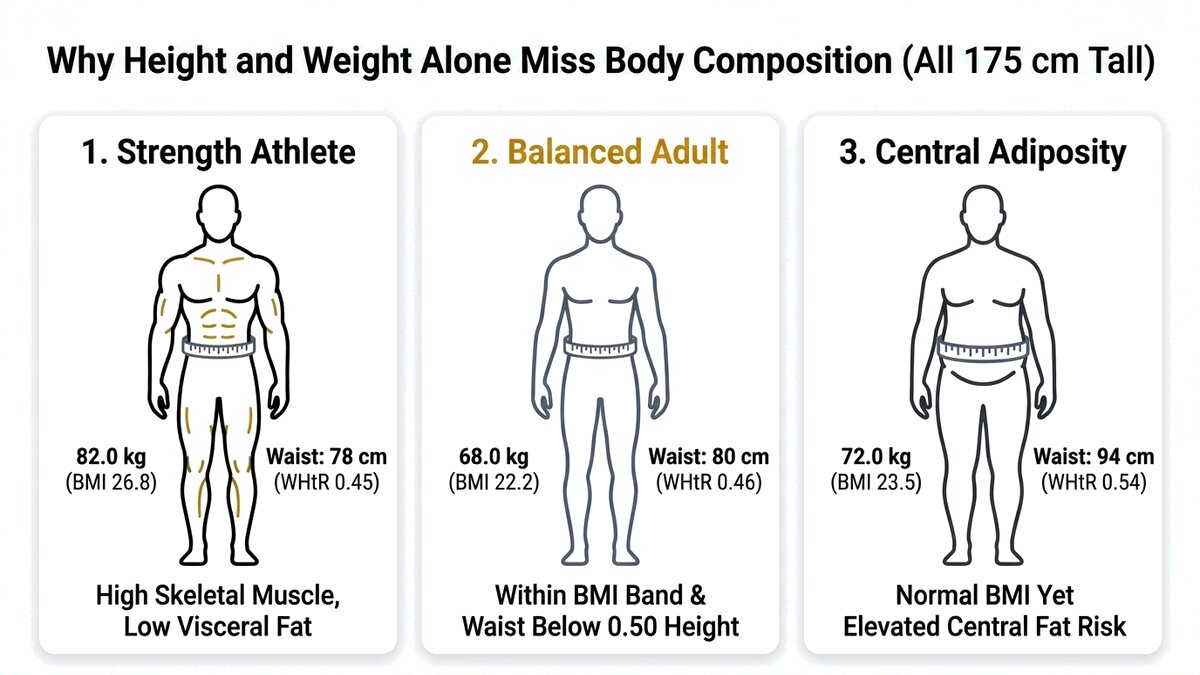 Why Height and Weight Alone Miss Body Composition (All 175 cm Tall)
1. Strength Athlete
82.0 kg
(BMI 26.8)
Waist: 78 cm
(WHtR 0.45)
High Skeletal Muscle,
Low Visceral Fat
2. Balanced Adult
68.0 kg
(BMI 22.2)
Waist: 80 cm
(WHtR 0.46)
Within BMI Band &
Waist Below 0.50 Height
3. Central Adiposity
72.0 kg
(BMI 23.5)
Waist: 94 cm
(WHtR 0.54)
Normal BMI Yet
Elevated Central Fat Risk